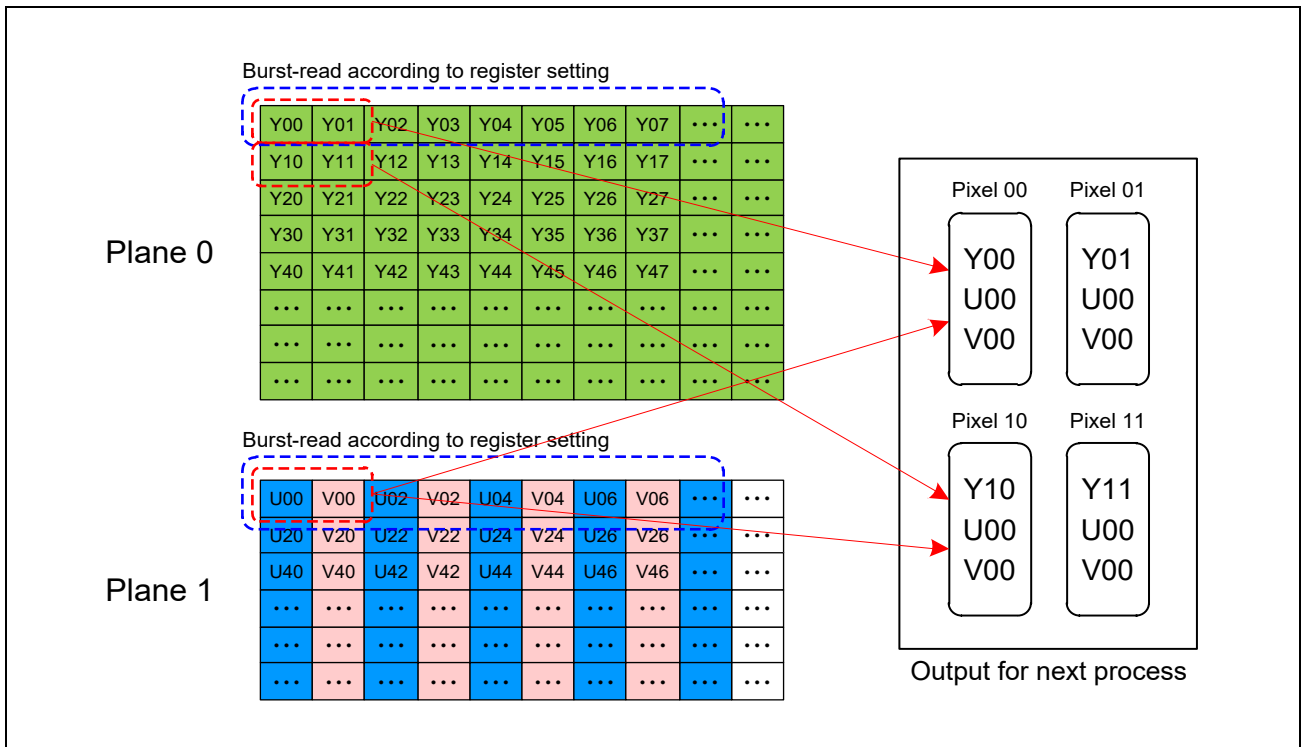 Burst-read according to register setting
Plane 0
Y00 Y01 Y02 Y03 Y04 Y05 Y06 Y07 ... ...
Y10 Y11 Y12 Y13 Y14 Y15 Y16 Y17 ... ...
Y20 Y21 Y22 Y23 Y24 Y25 Y26 Y27 ... ...
Y30 Y31 Y32 Y33 Y34 Y35 Y36 Y37 ... ...
Y40 Y41 Y42 Y43 Y44 Y45 Y46 Y47 ... ...
... ... ... ... ... ... ... ... ... ...
... ... ... ... ... ... ... ... ... ...
... ... ... ... ... ... ... ... ... ...
Burst-read according to register setting
Plane 1
U00 V00 U02 V02 U04 V04 U06 V06 ... ...
U20 V20 U22 V22 U24 V24 U26 V26 ... ...
U40 V40 U42 V42 U44 V44 U46 V46 ... ...
... ... ... ... ... ... ... ... ... ...
... ... ... ... ... ... ... ... ... ...
... ... ... ... ... ... ... ... ... ...
Pixel 00 Pixel 01
Y00 Y01
U00 U00
V00 V00
Pixel 10 Pixel 11
Y10 Y11
U00 U00
V00 V00
Output for next process